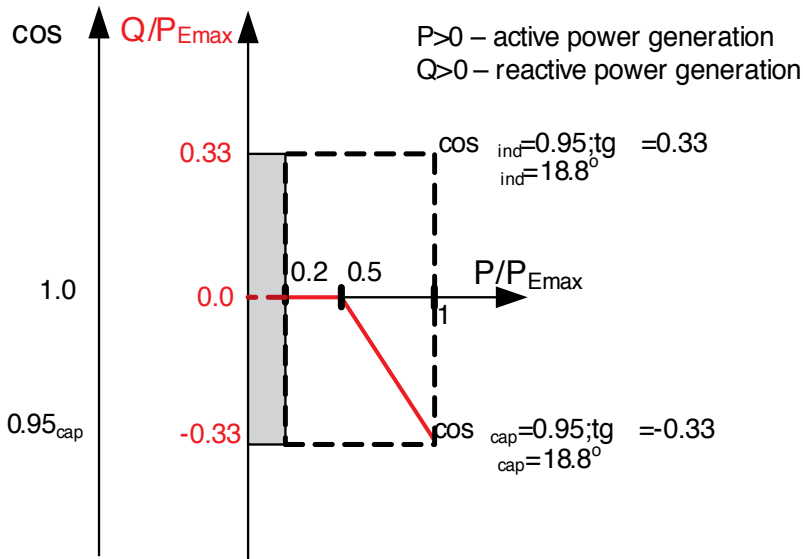 cos
Q/PEmax
P>0 – active power generation
Q>0 – reactive power generation
0.33
cos ind=0.95;tg =0.33
ind=18.8°
0.2 0.5 P/PEmax
1.0 0.0
1
0.95cap -0.33
cos cap=0.95;tg =-0.33
cap=18.8°